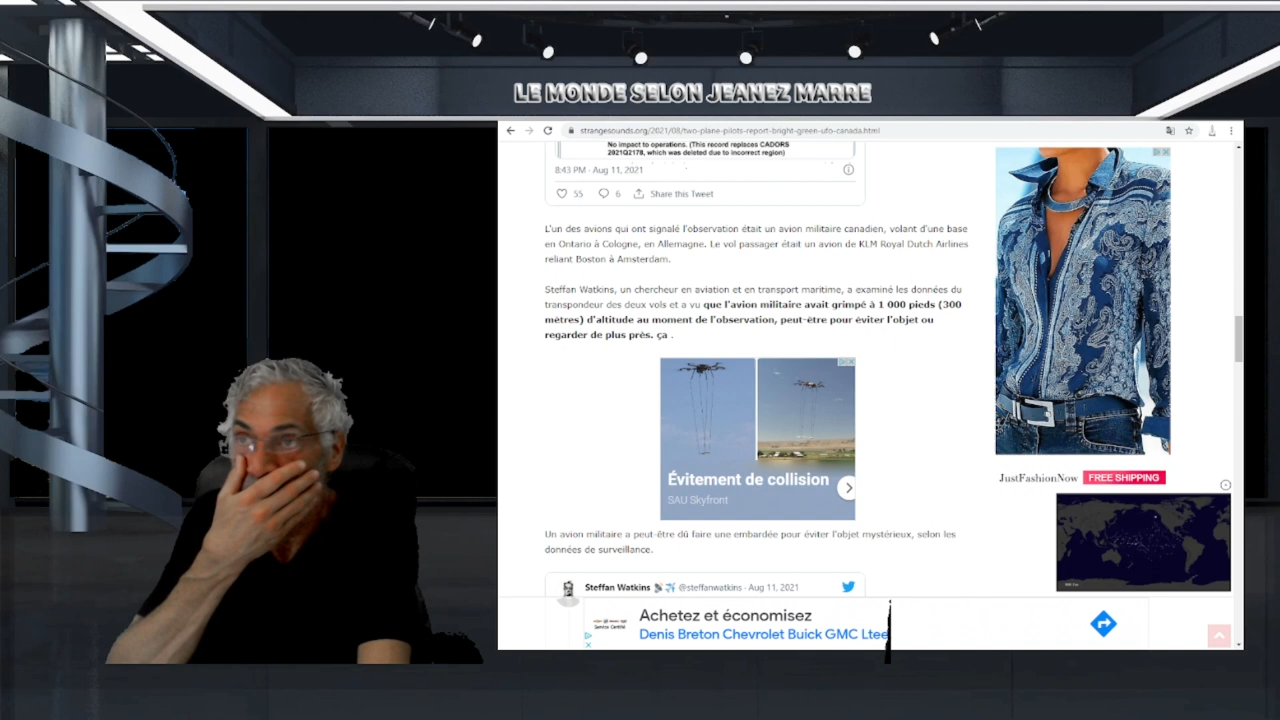 LE MONDE SELON JEANEZ MARRE
strangesounds.org/2021/08/two-plane-pilots-report-bright-green-ufo-canada.html
No impact to operations. (This record replaces CADORS
2021Q2178, which was deleted due to incorrect region)
8:43 PM · Aug 11, 2021
55 6 Share this Tweet
L'un des avions qui ont signalé l'observation était un avion militaire canadien, volant d'une base
en Ontario à Cologne, en Allemagne. Le vol passager était un avion de KLM Royal Dutch Airlines
reliant Boston à Amsterdam.
Steffan Watkins, un chercheur en aviation et en transport maritime, a examiné les données du
transpondeur des deux vols et a vu que l'avion militaire avait grimpé à 1 000 pieds (300
mètres) d'altitude au moment de l'observation, peut-être pour éviter l'objet ou
regarder de plus près. ça .
Évitement de collision
SAU Skyfront
JustFashionNow FREE SHIPPING
Un avion militaire a peut-être dû faire une embardée pour éviter l'objet mystérieux, selon les
données de surveillance.
Steffan Watkins @steffanwatkins · Aug 11, 2021
Achetez et économisez
Denis Breton Chevrolet Buick GMC Ltee